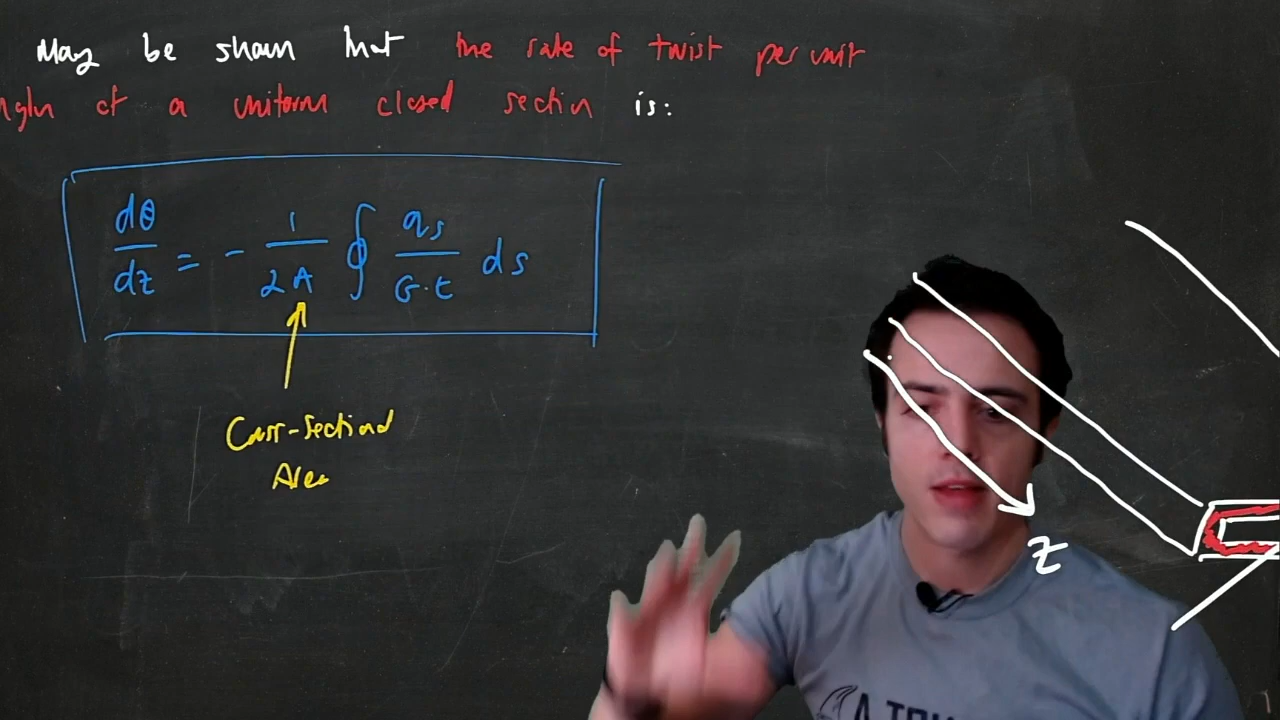 May be shown that the rate of twist per unit
of a uniform closed section is:
dθ/dz = - 1/2A ∮ qs/G·t ds
Cross-Sectional
Area
z
A